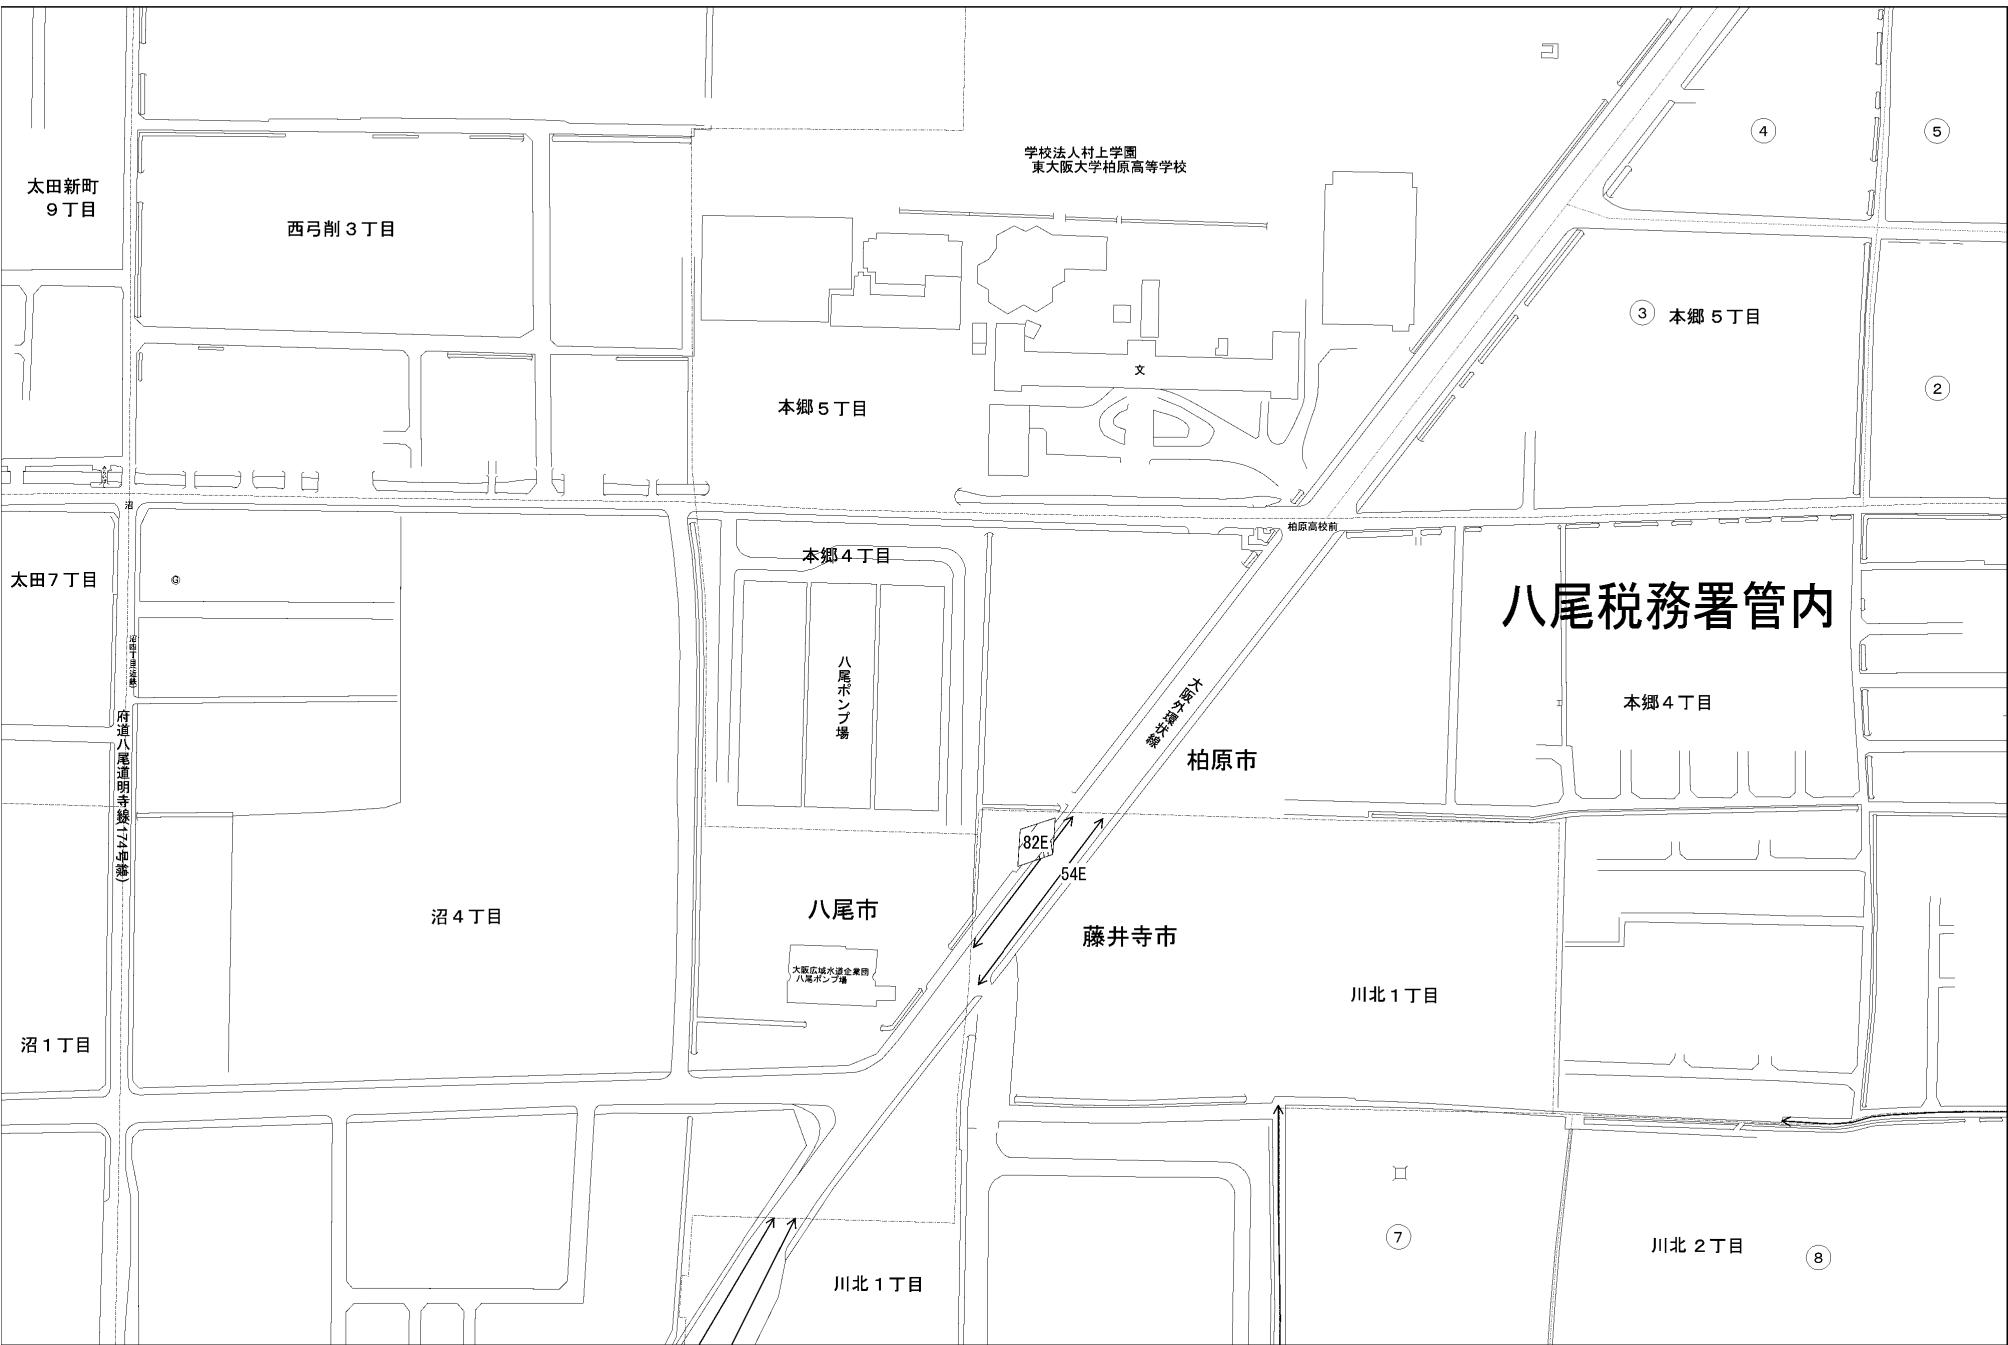 ④
⑤
学校法人村上学園
東大阪大学柏原高等学校
太田新町
9丁目
西弓削3丁目
③
本郷5丁目
②
文
本郷5丁目
沼
柏原高校前
本郷4丁目
太田7丁目
G
八尾税務署管内
沼四丁目近鉄)
八尾ポンプ場
大阪外環状線
本郷4丁目
府道八尾道明寺線(174号線)
柏原市
82E
54E
八尾市
沼4丁目
藤井寺市
大阪広域水道企業団
八尾ポンプ場
川北1丁目
沼1丁目
⑦
川北2丁目
⑧
川北1丁目